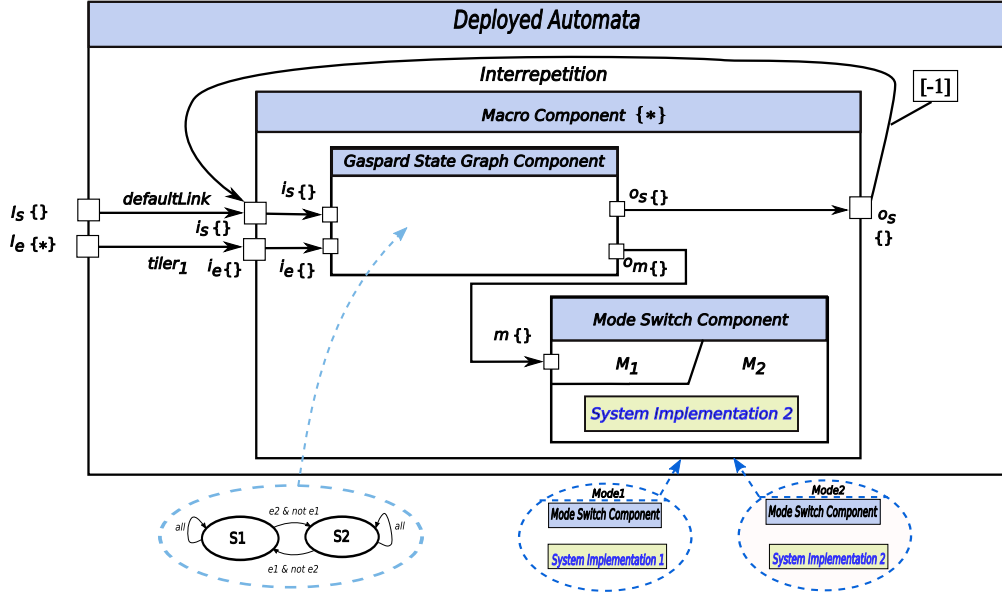 Deployed Automata
Interrepetition
[-1]
Macro Component {*}
Gaspard State Graph Component
Is {}
defaultLink
is {}
is {}
os {}
os
{}
Ie {*}
tiler1
ie {}
ie {}
om {}
Mode Switch Component
m {}
M1
M2
System Implementation 2
all
e2 & not e1
S1
S2
all
e1 & not e2
Mode1
Mode Switch Component
System Implementation 1
Mode2
Mode Switch Component
System Implementation 2